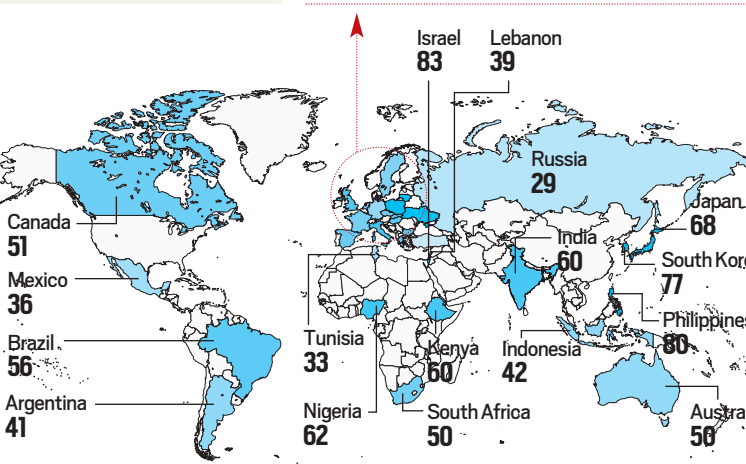 Israel
83
Lebanon
39
Russia
29
Canada
51
Japan
68
India
60
South Kor
77
Mexico
36
Philippines
80
Brazil
56
Tunisia
33
Kenya
60
Indonesia
42
Argentina
41
Nigeria
62
South Africa
50
Austra
50